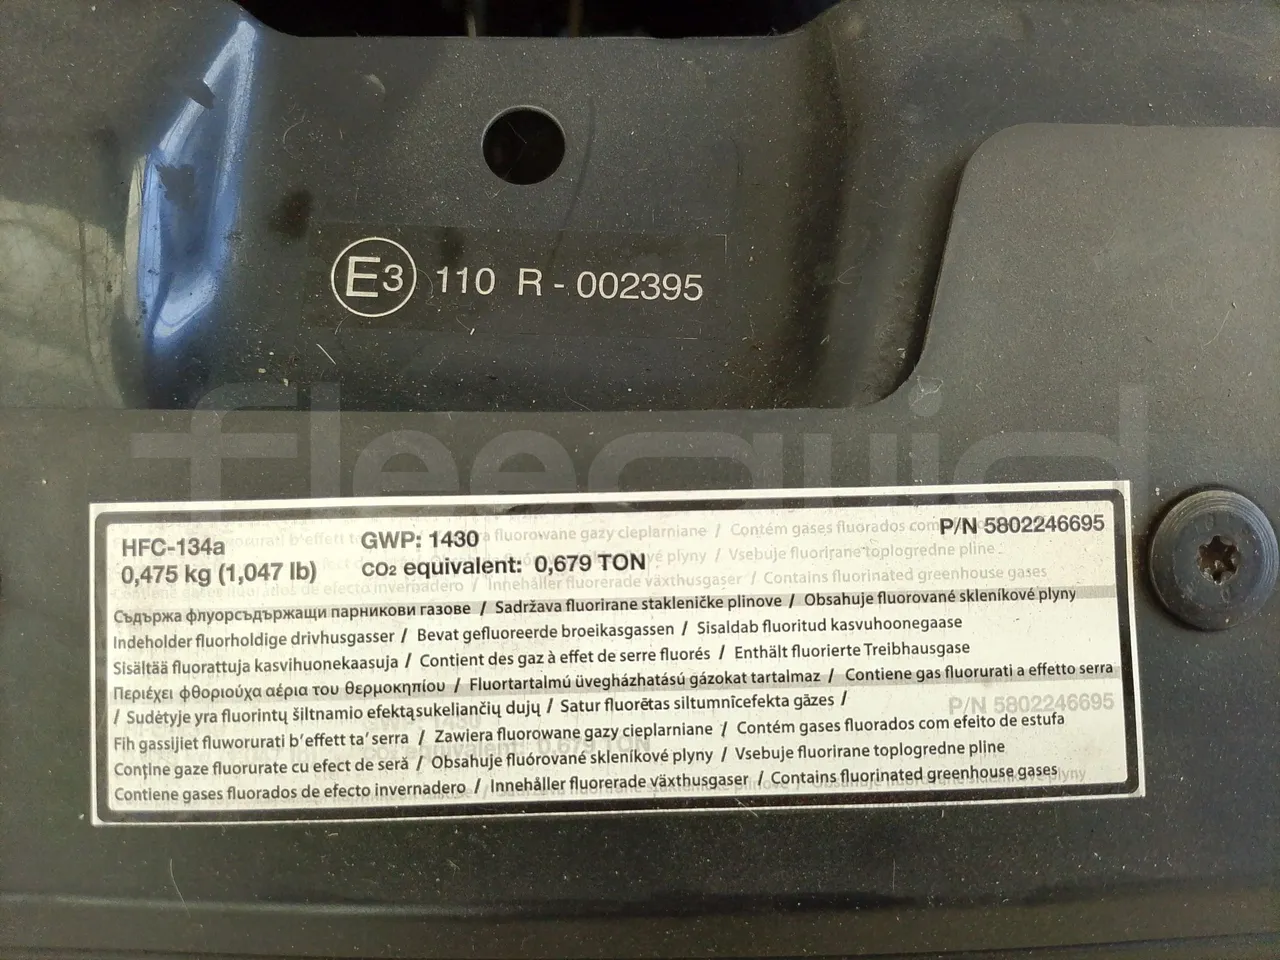 E3 110 R - 002395
fleequid
HFC-134a GWP: 1430 P/N 5802246695
0,475 kg (1,047 lb) CO2 equivalent: 0,679 TON
Съдържа флуорсъдържащи парникови газове / Sadržava fluorirane stakleničke plinove / Obsahuje fluorované skleníkové plyny
Indeholder fluorholdige drivhusgasser / Bevat gefluoreerde broeikasgassen / Sisaldab fluoritud kasvuhoonegaase
Sisältää fluorattuja kasvihuonekaasuja / Contient des gaz à effet de serre fluorés / Enthält fluorierte Treibhausgase
Περιέχει φθοριούχα αέρια του θερμοκηπίου / Fluortartalmú üvegházhatású gázokat tartalmaz / Contiene gas fluorurati a effetto serra
/ Sudėtyje yra fluorintų šiltnamio efektąsukeliančių dujų / Satur fluorētas siltumnīcefekta gāzes /
Fih gassijiet fluworurati b'effett ta' serra / Zawiera fluorowane gazy cieplarniane / Contém gases fluorados com efeito de estufa
Conține gaze fluorurate cu efect de seră / Obsahuje fluórované skleníkové plyny / Vsebuje fluorirane toplogredne pline
Contiene gases fluorados de efecto invernadero / Innehåller fluorerade växthusgaser / Contains fluorinated greenhouse gases